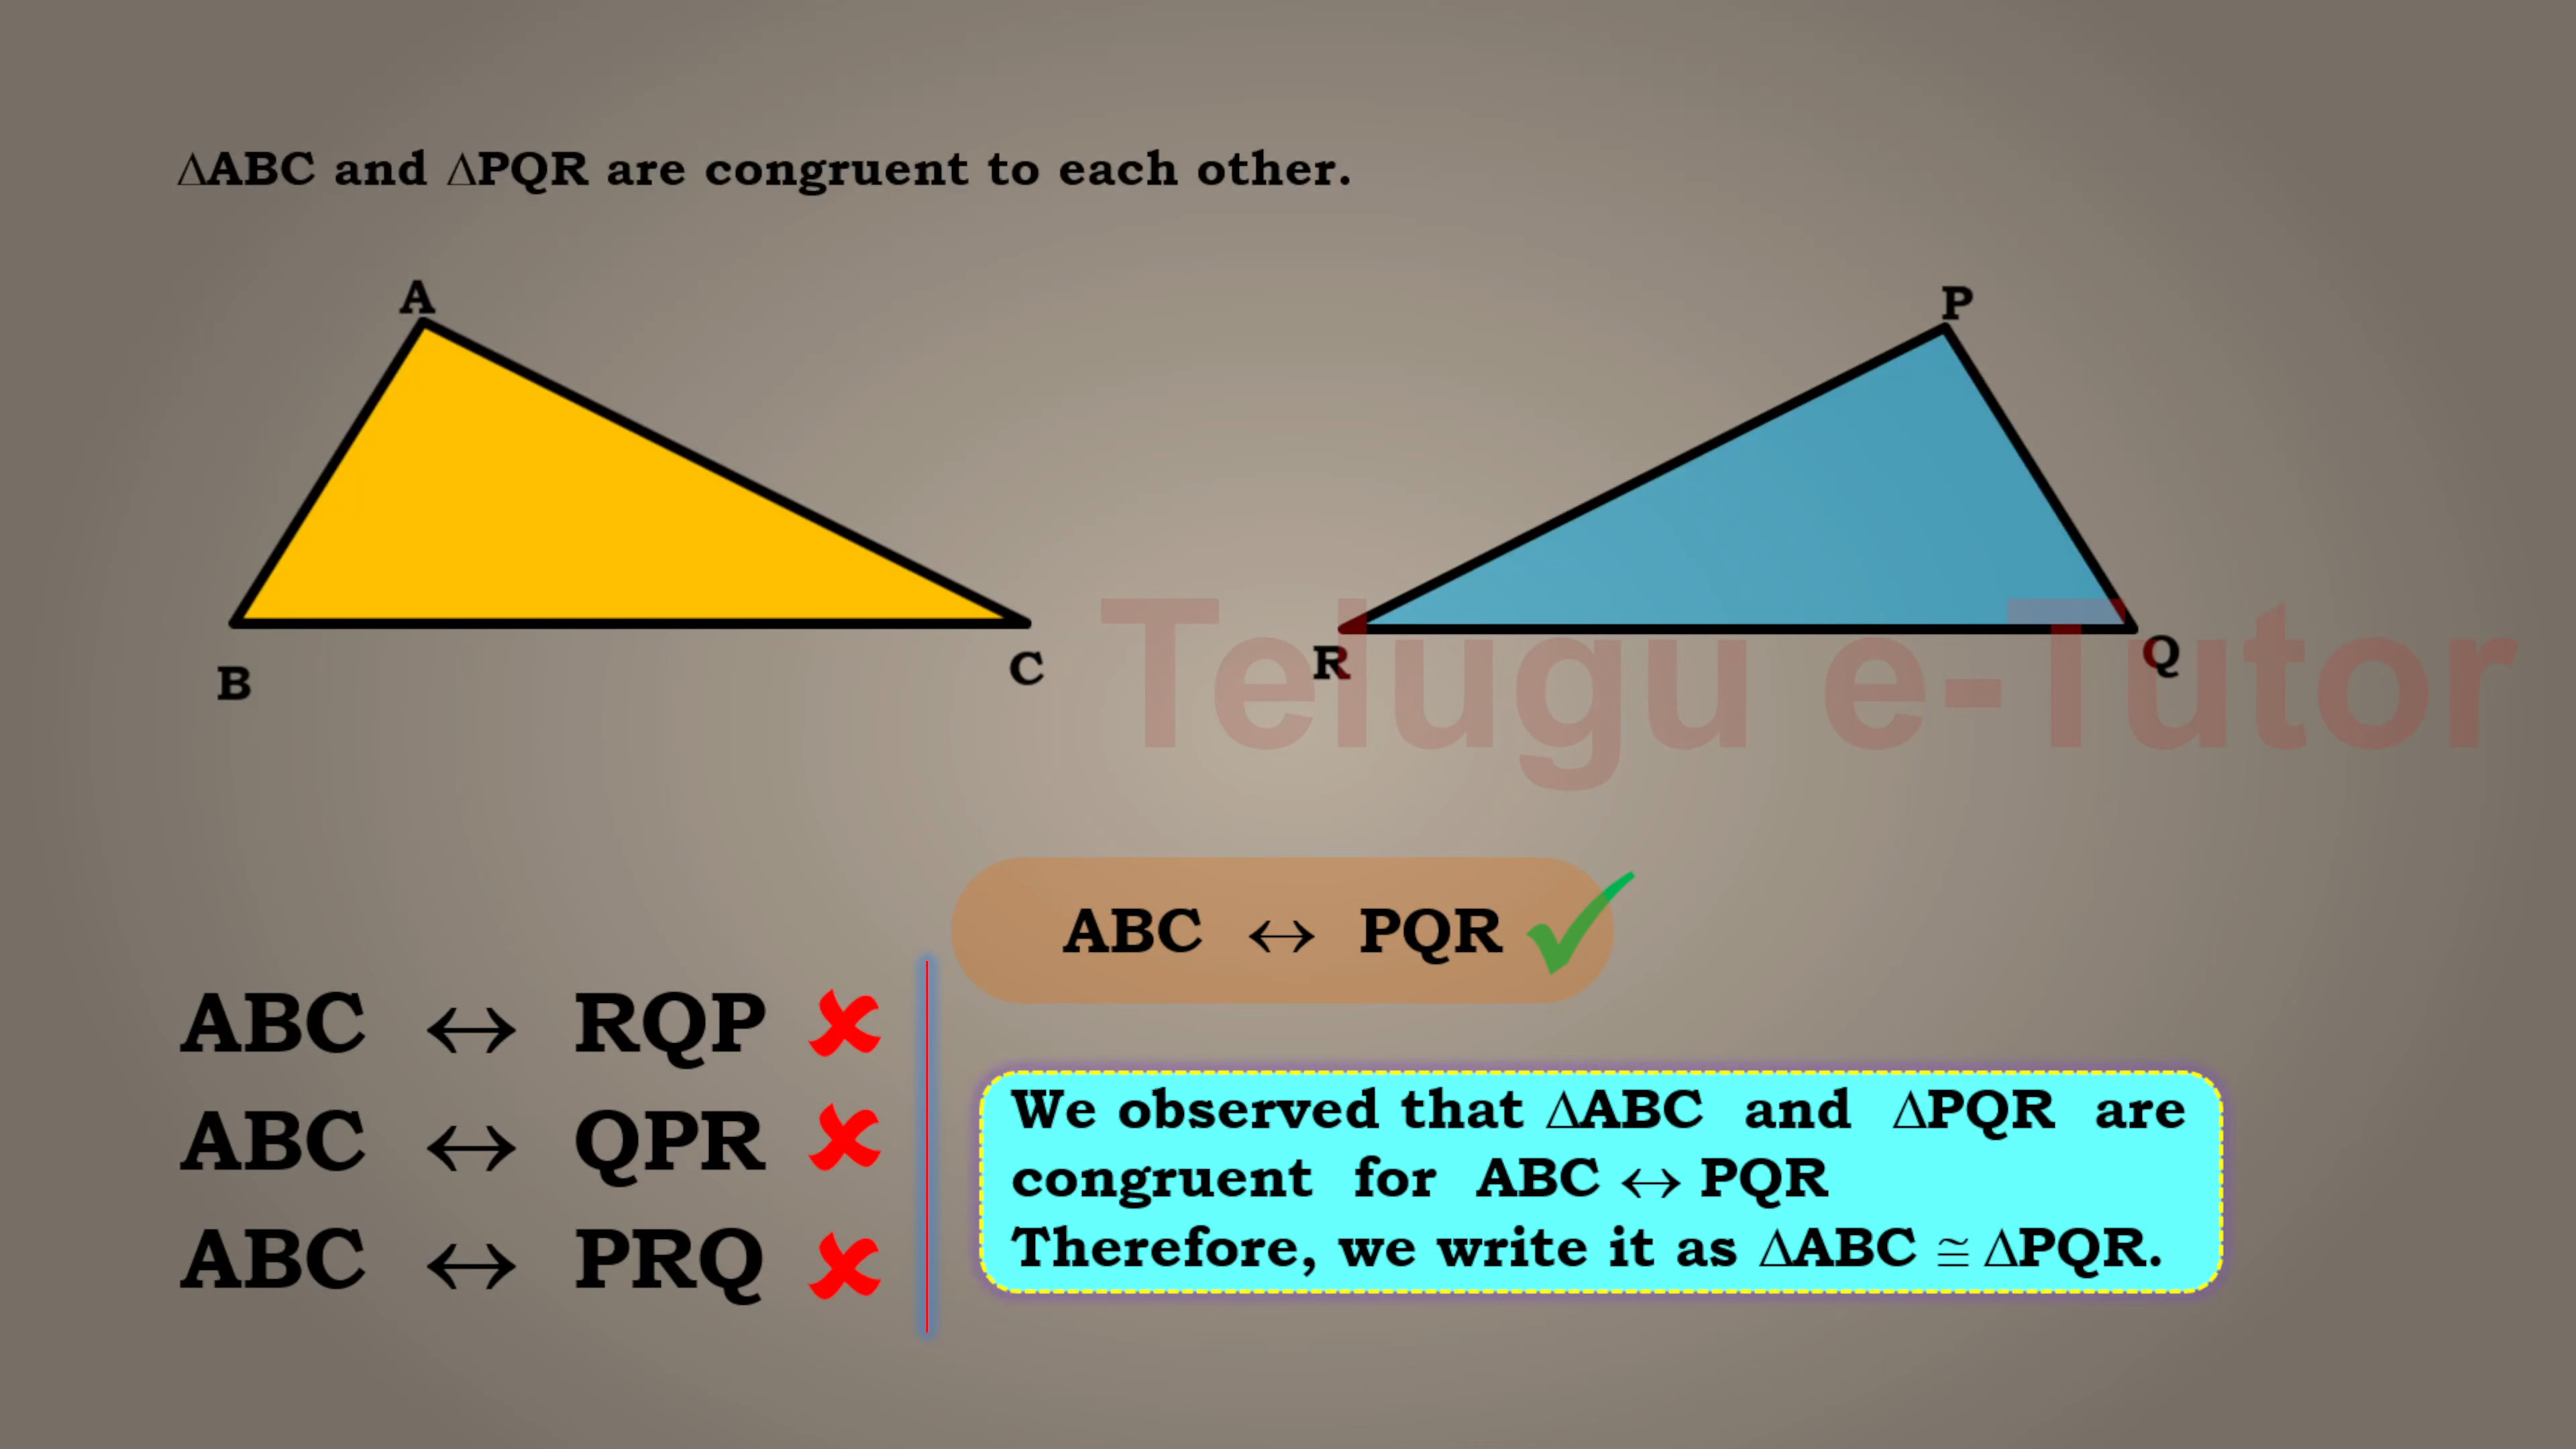 ∆ABC and ∆PQR are congruent to each other.
A
P
B
C
R
Q
Telugu e-Tutor
ABC ↔ PQR ✓
ABC ↔ RQP ✘
ABC ↔ QPR ✘
ABC ↔ PRQ ✘
We observed that ∆ABC and ∆PQR are
congruent for ABC ↔ PQR
Therefore, we write it as ∆ABC ≅ ∆PQR.